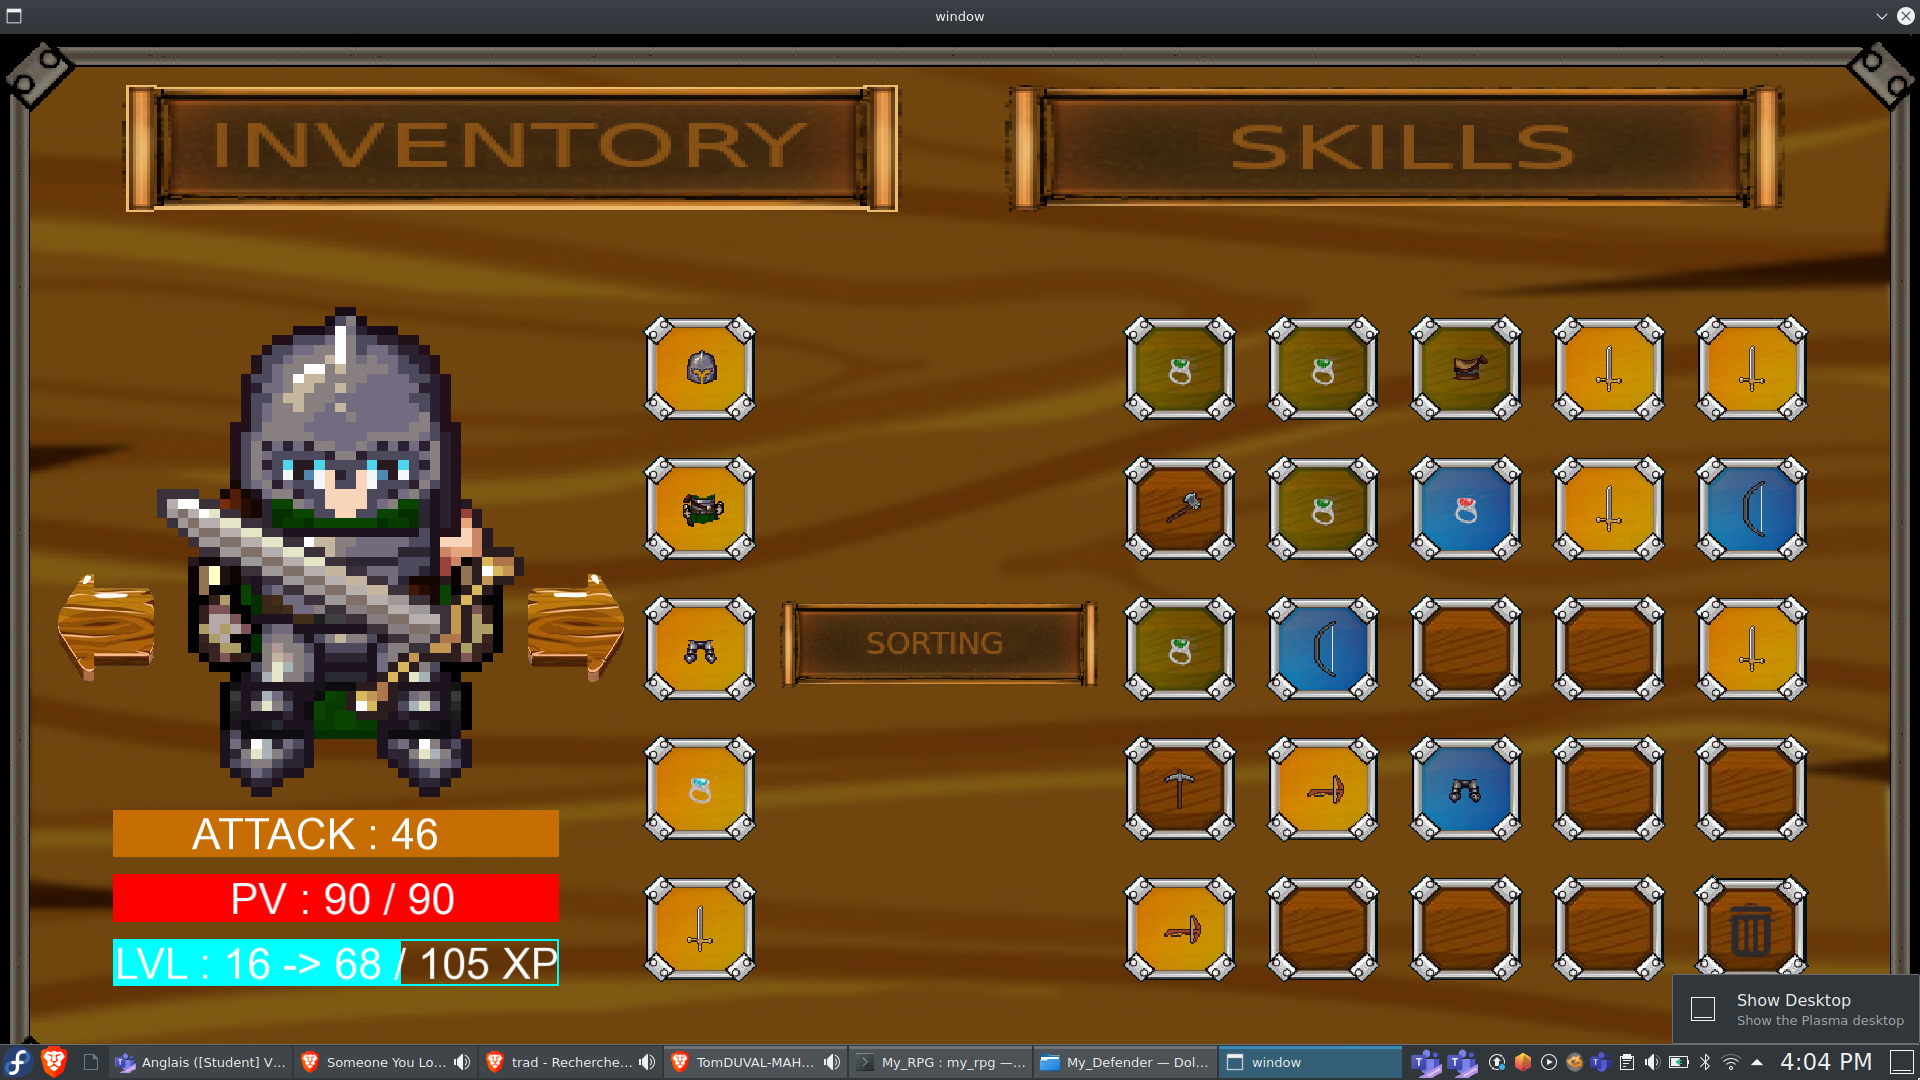 window
INVENTORY
SKILLS
SORTING
ATTACK : 46
PV : 90 / 90
LVL : 16 -> 68 / 105 XP
Show Desktop
Show the Plasma desktop
Anglais ([Student] V...
Someone You Lo...
trad - Recherche...
TomDUVAL-MAH...
My_RPG : my_rpg —...
My_Defender — Dol...
window
4:04 PM